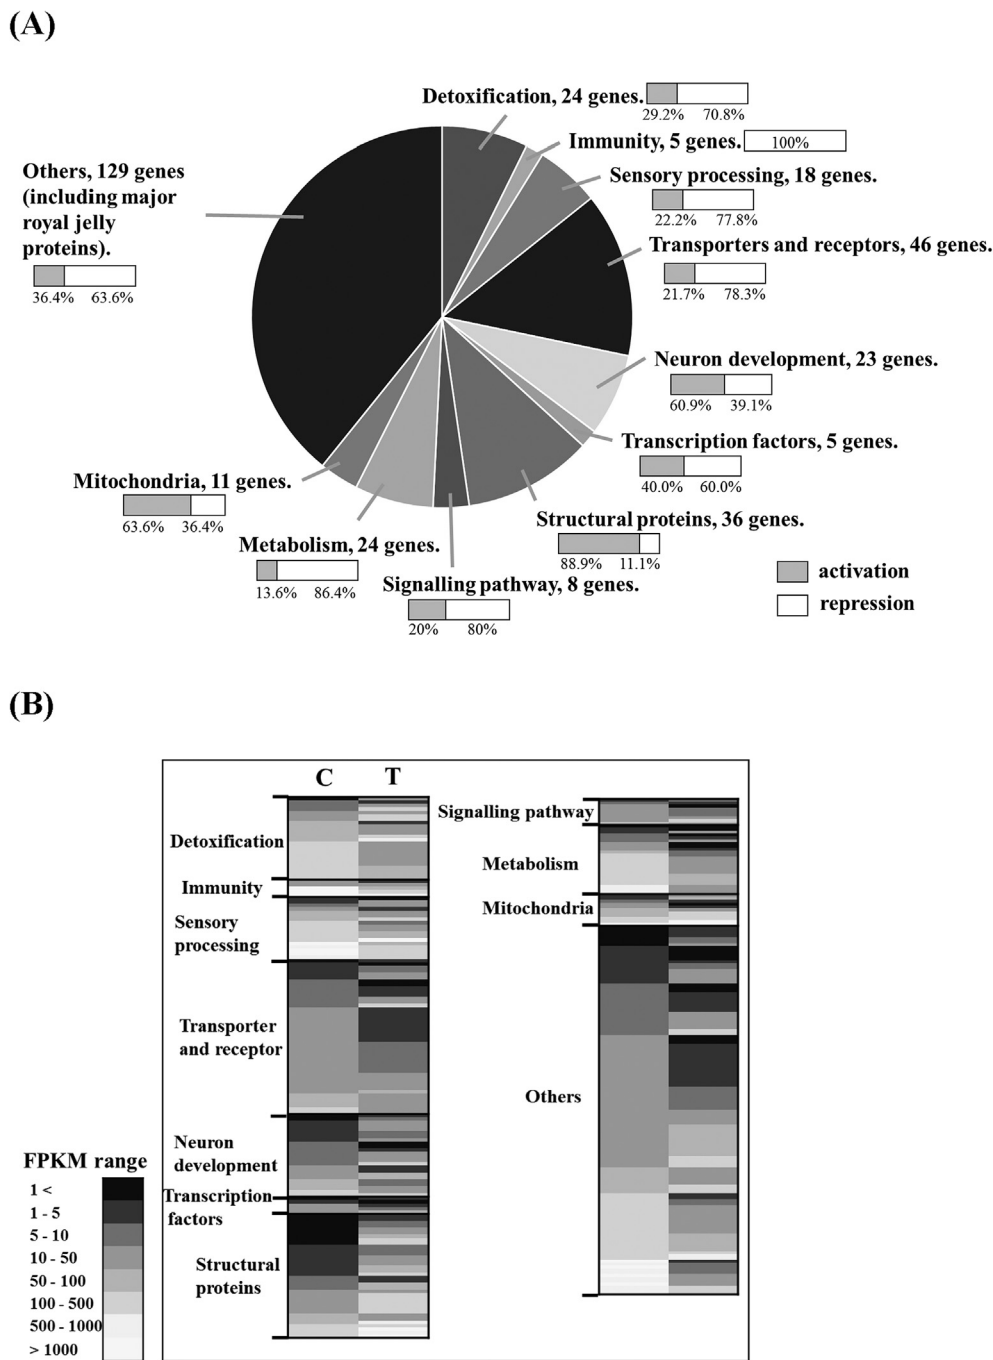 (A)
Detoxification, 24 genes.
29.2% 70.8%
Immunity, 5 genes. 100%
Sensory processing, 18 genes.
22.2% 77.8%
Transporters and receptors, 46 genes.
21.7% 78.3%
Neuron development, 23 genes.
60.9% 39.1%
Transcription factors, 5 genes.
40.0% 60.0%
Structural proteins, 36 genes.
88.9% 11.1%
Signalling pathway, 8 genes.
20% 80%
Metabolism, 24 genes.
13.6% 86.4%
Mitochondria, 11 genes.
63.6% 36.4%
Others, 129 genes
(including major
royal jelly
proteins).
36.4% 63.6%
activation
repression
(B)
C T
Detoxification
Immunity
Sensory
processing
Transporter
and receptor
Neuron
development
Transcription
factors
Structural
proteins
Signalling pathway
Metabolism
Mitochondria
Others
FPKM range
1 <
1 - 5
5 - 10
10 - 50
50 - 100
100 - 500
500 - 1000
> 1000